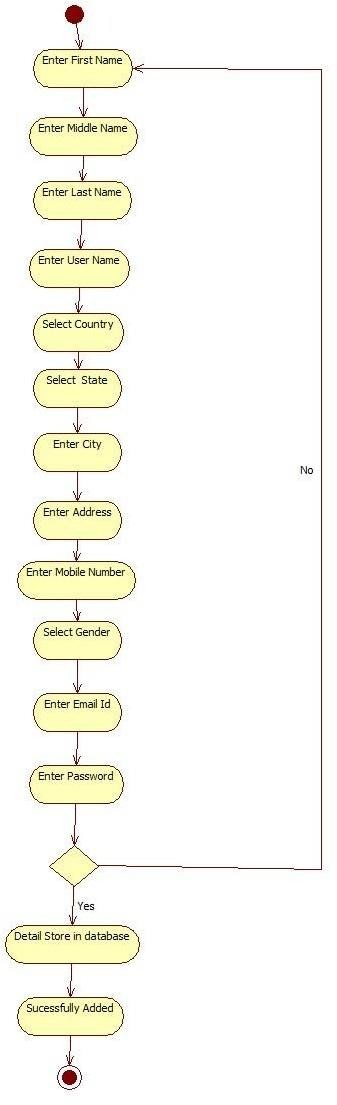 Enter First Name
Enter Middle Name
Enter Last Name
Enter User Name
Select Country
Select State
Enter City
No
Enter Address
Enter Mobile Number
Select Gender
Enter Email Id
Enter Password
Yes
Detail Store in database
Sucessfully Added